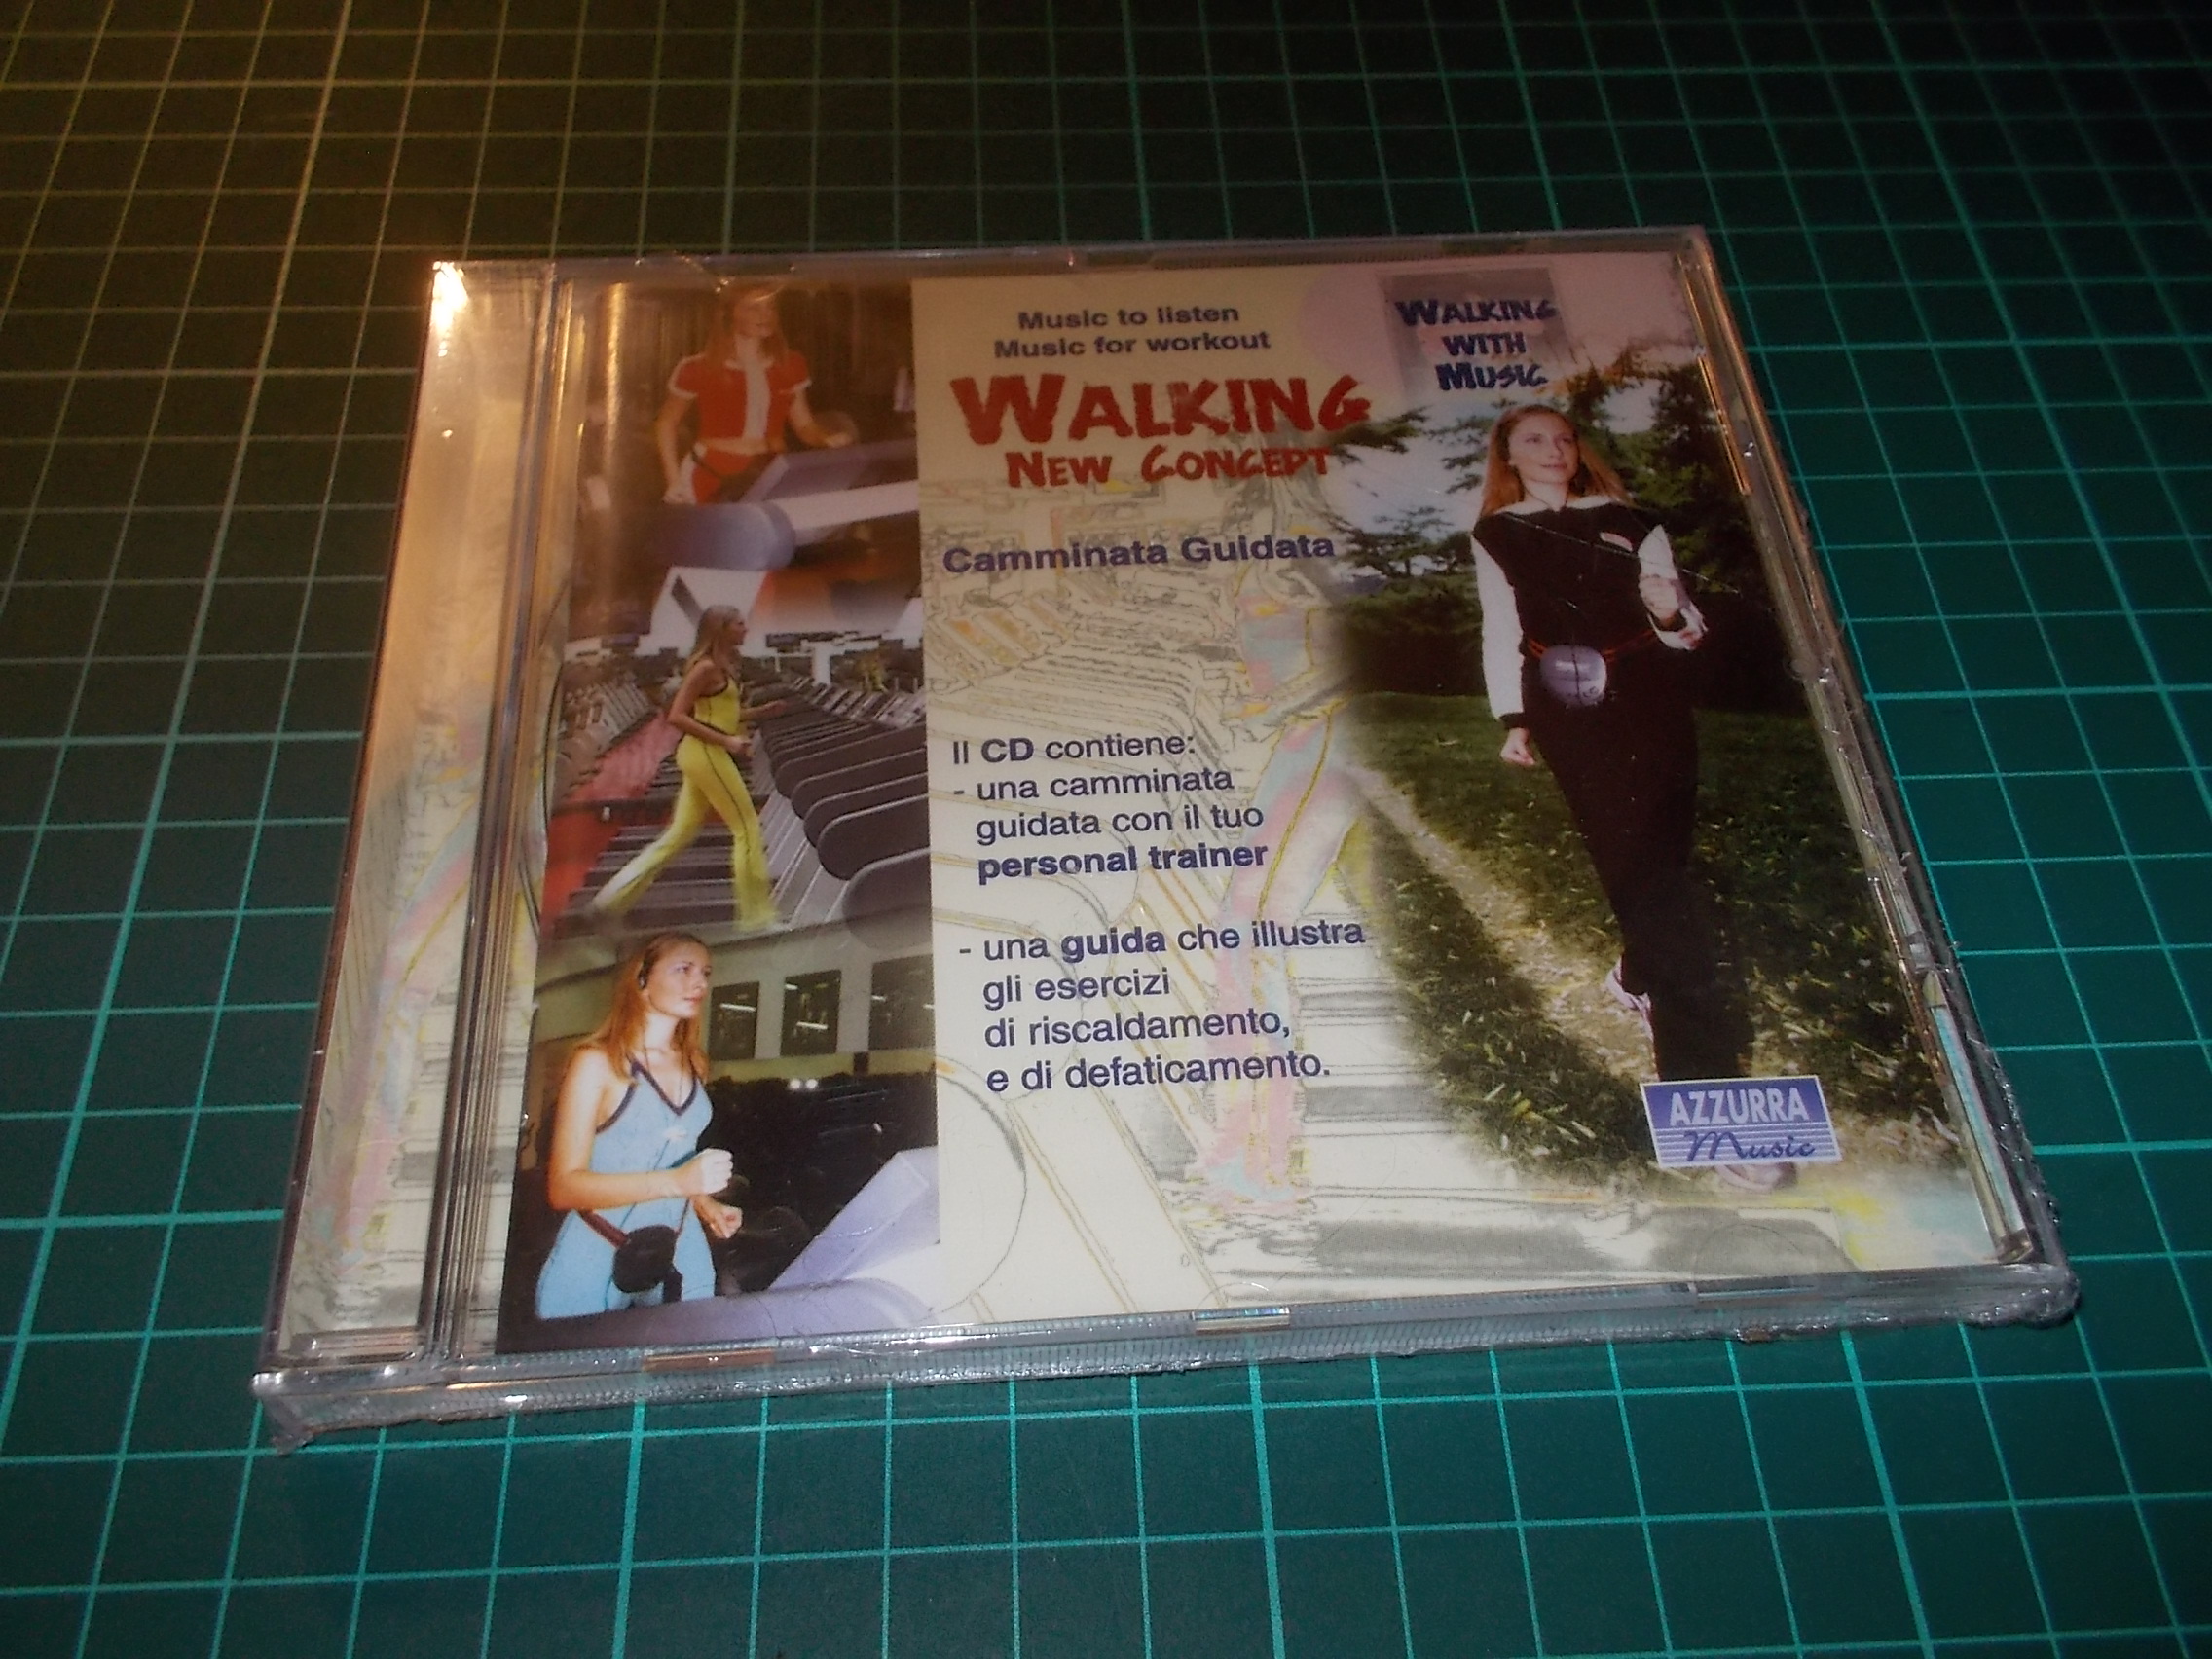 Music to listen
Music for workout
WALKING
NEW CONCEPT
Camminata Guidata
Il CD contiene:
- una camminata
guidata con il tuo
personal trainer
- una guida che illustra
gli esercizi
di riscaldamento,
e di defaticamento.
WALKING
WITH
MUSIC
AZZURRA
Music